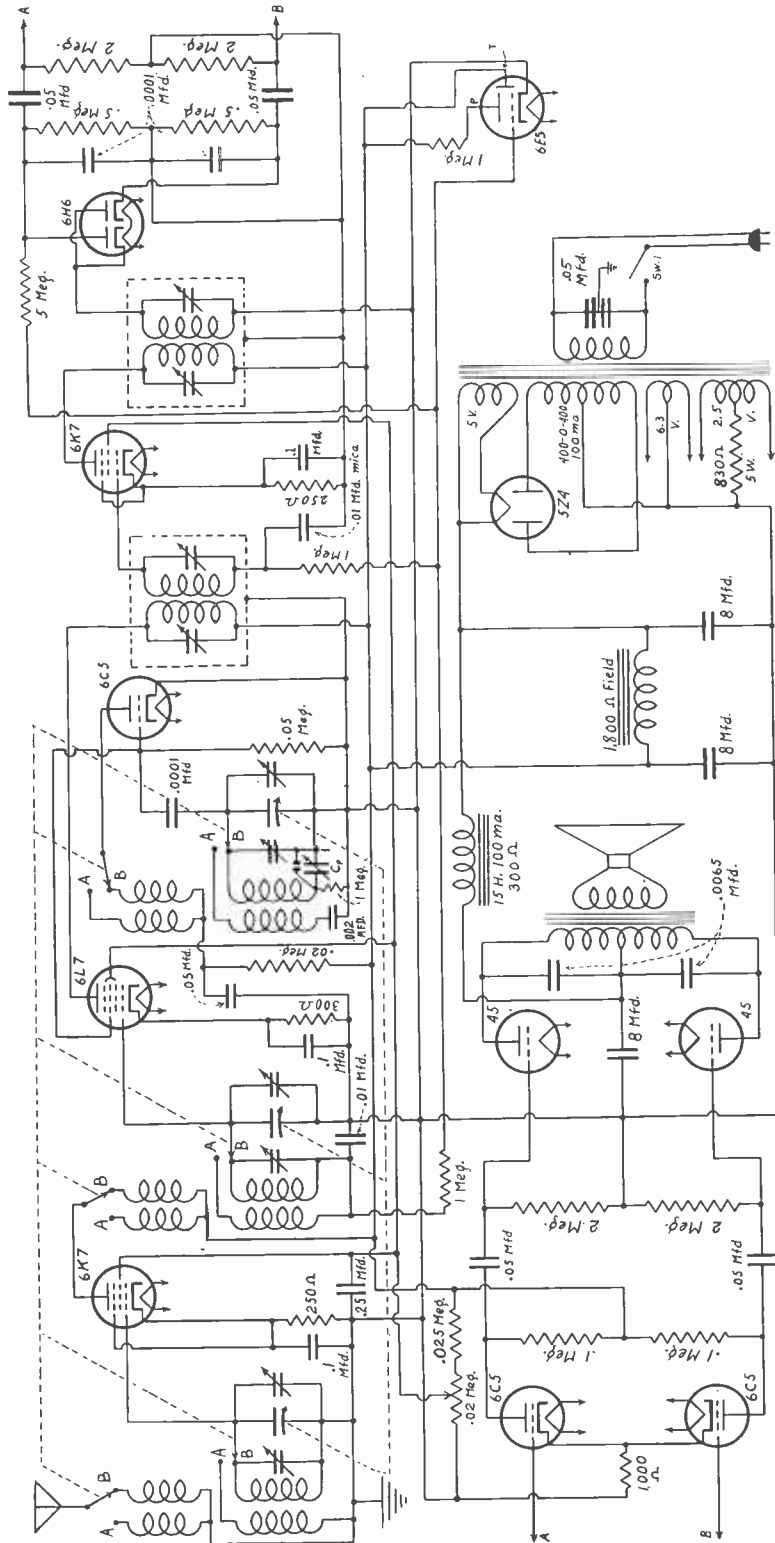 A
B
A
B
6K7
.1
Mfd.
250 Ω
.25
Mfd.
A
B
A
B
6L7
.1
Mfd.
300Ω
.01 Mfd.
.05 Mfd.
.02 Meg.
A
B
A
B
.002
MFD.
.1 Meg.
Cp
.0001
Mfd
.05
Meg.
6C5
1 Meg.
.01 Mfd. mica
250Ω
.1
Mfd.
6K7
5 Meg.
6H6
.5 Meg
.5 Meg.
.0001
Mfd.
.05
Mfd
.05 Mfd.
2 Meg.
2 Meg.
A
B
1 Meg.
P
T
6E5
1 Meg.
.025 Meg.
.02 Meg.
A
B
6C5
6C5
1,000
Ω
.1 Meg.
.1 Meg.
.05 Mfd
.05 Mfd
2 Meg.
2 Meg.
45
45
8 Mfd.
.0065
Mfd.
15 H. 100 ma.
300 Ω
1,800 Ω Field
8 Mfd.
8 Mfd.
5Z4
5 V.
400-0-400
100 ma
6.3
V.
2.5
V.
830Ω
5W.
.05
Mfd.
SW.1